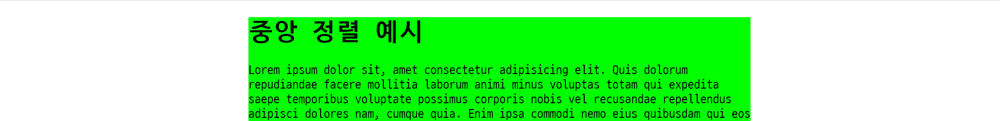 중앙 정렬 예시
Lorem ipsum dolor sit, amet consectetur adipisicing elit. Quis dolorum
repudiandae facere mollitia laborum animi minus voluptas totam qui expedita
saepe temporibus voluptate possimus corporis nobis vel recusandae repellendus
adipisci dolores nam, cumque quia. Enim ipsa commodi nemo eius quibusdam qui eos